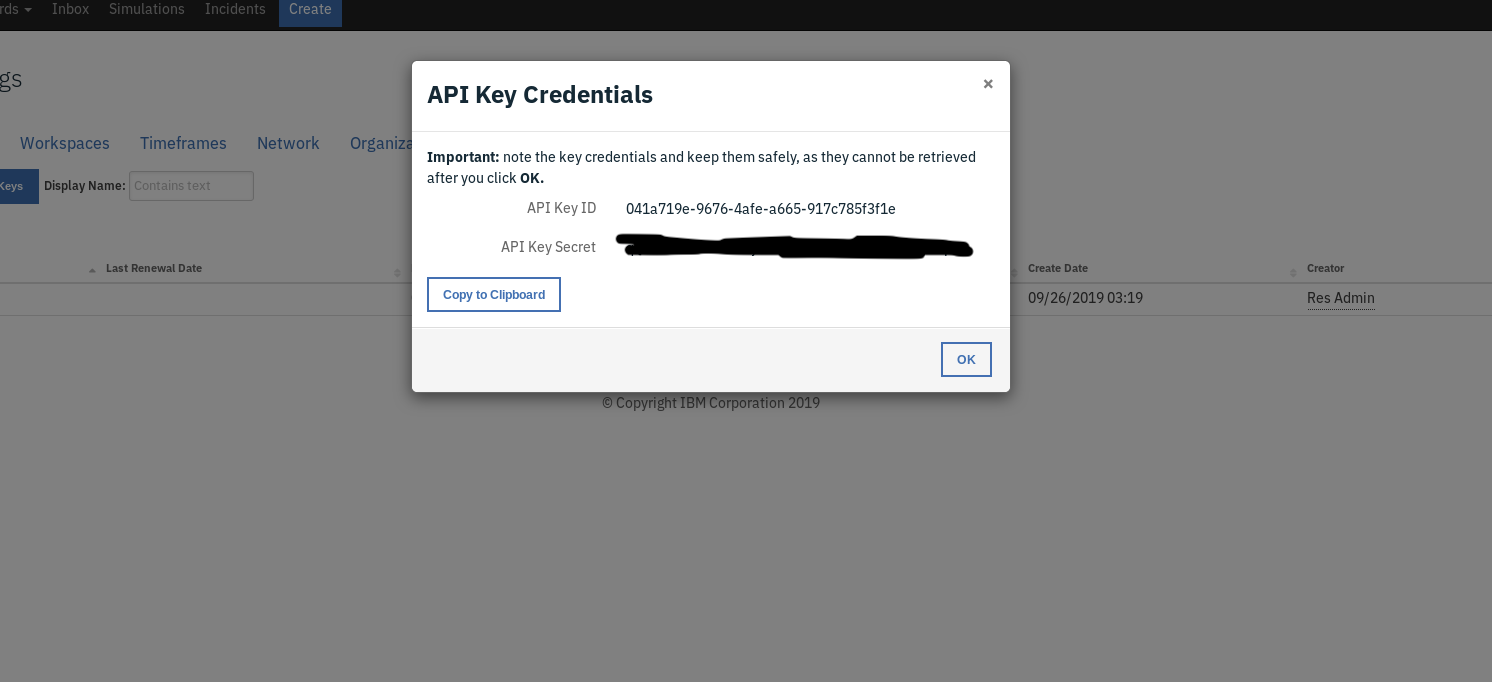 rds Inbox Simulations Incidents Create
gs
API Key Credentials
×
Workspaces Timeframes Network Organiza
Important: note the key credentials and keep them safely, as they cannot be retrieved
after you click OK.
Keys Display Name: Contains text
API Key ID 041a719e-9676-4afe-a665-917c785f3f1e
API Key Secret
Last Renewal Date Create Date Creator
Copy to Clipboard
09/26/2019 03:19 Res Admin
OK
© Copyright IBM Corporation 2019